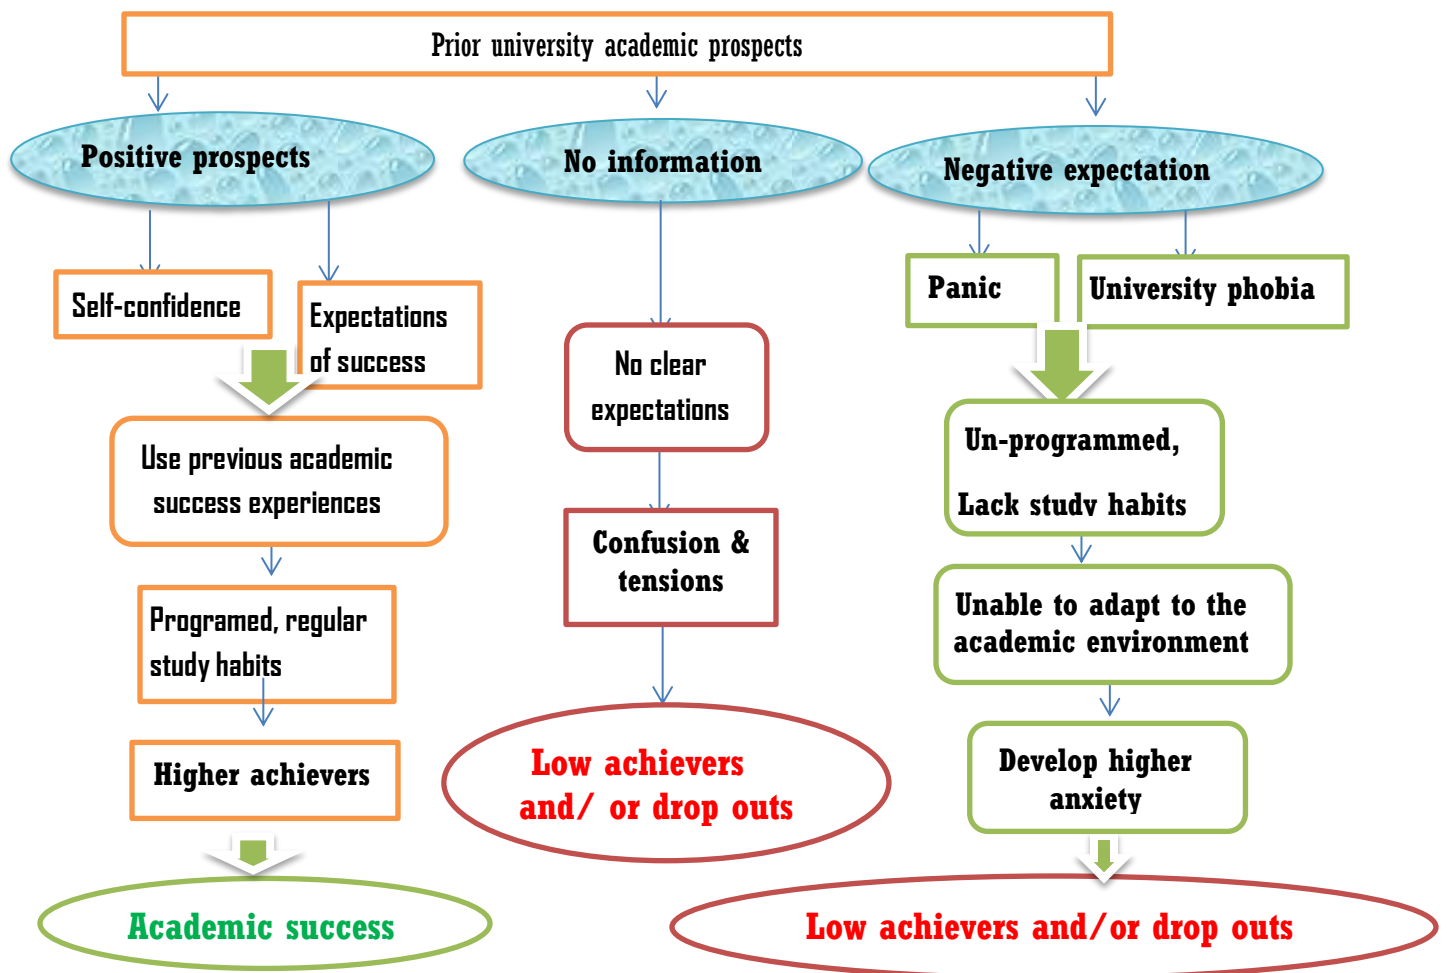 Prior university academic prospects
Positive prospects
No information
Negative expectation
Self-confidence
Expectations
of success
Panic
University phobia
No clear
expectations
Use previous academic
success experiences
Un-programmed,
Lack study habits
Confusion &
tensions
Programed, regular
study habits
Unable to adapt to the
academic environment
Higher achievers
Low achievers
and/ or drop outs
Develop higher
anxiety
Academic success
Low achievers and/or drop outs